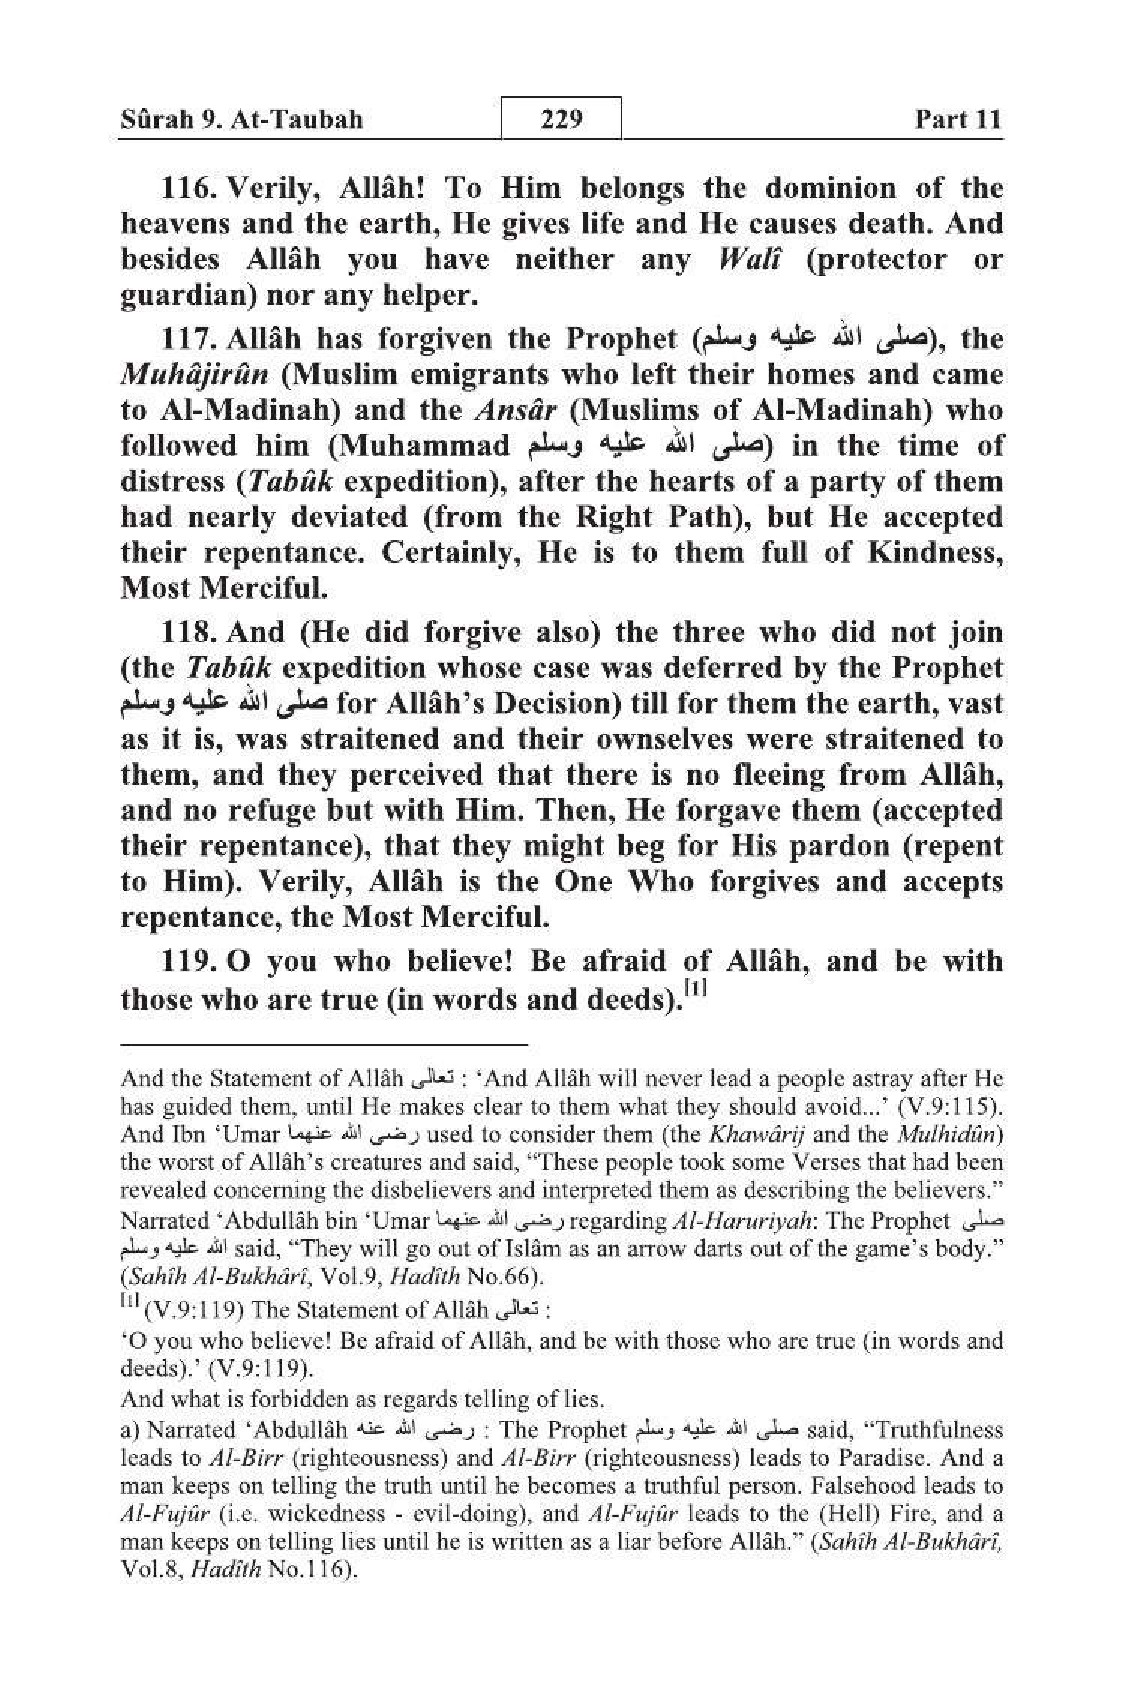 Sûrah 9. At-Taubah 229 Part 11
116. Verily, Allâh! To Him belongs the dominion of the
heavens and the earth, He gives life and He causes death. And
besides Allâh you have neither any Walî (protector or
guardian) nor any helper.
117. Allâh has forgiven the Prophet (صلى الله عليه وسلم), the
Muhâjirûn (Muslim emigrants who left their homes and came
to Al-Madinah) and the Ansâr (Muslims of Al-Madinah) who
followed him (Muhammad صلى الله عليه وسلم) in the time of
distress (Tabûk expedition), after the hearts of a party of them
had nearly deviated (from the Right Path), but He accepted
their repentance. Certainly, He is to them full of Kindness,
Most Merciful.
118. And (He did forgive also) the three who did not join
(the Tabûk expedition whose case was deferred by the Prophet
صلى الله عليه وسلم for Allâh’s Decision) till for them the earth, vast
as it is, was straitened and their ownselves were straitened to
them, and they perceived that there is no fleeing from Allâh,
and no refuge but with Him. Then, He forgave them (accepted
their repentance), that they might beg for His pardon (repent
to Him). Verily, Allâh is the One Who forgives and accepts
repentance, the Most Merciful.
119. O you who believe! Be afraid of Allâh, and be with
those who are true (in words and deeds).[1]
And the Statement of Allâh تعالى : ‘And Allâh will never lead a people astray after He
has guided them, until He makes clear to them what they should avoid...’ (V.9:115).
And Ibn ‘Umar رضى الله عنهما used to consider them (the Khawârij and the Mulhidûn)
the worst of Allâh’s creatures and said, “These people took some Verses that had been
revealed concerning the disbelievers and interpreted them as describing the believers.”
Narrated ‘Abdullâh bin ‘Umar رضى الله عنهما regarding Al-Haruriyah: The Prophet صلى
الله عليه وسلم said, “They will go out of Islâm as an arrow darts out of the game’s body.”
(Sahîh Al-Bukhârî, Vol.9, Hadîth No.66).
[1] (V.9:119) The Statement of Allâh تعالى :
‘O you who believe! Be afraid of Allâh, and be with those who are true (in words and
deeds).’ (V.9:119).
And what is forbidden as regards telling of lies.
a) Narrated ‘Abdullâh رضى الله عنه : The Prophet صلى الله عليه وسلم said, “Truthfulness
leads to Al-Birr (righteousness) and Al-Birr (righteousness) leads to Paradise. And a
man keeps on telling the truth until he becomes a truthful person. Falsehood leads to
Al-Fujûr (i.e. wickedness - evil-doing), and Al-Fujûr leads to the (Hell) Fire, and a
man keeps on telling lies until he is written as a liar before Allâh.” (Sahîh Al-Bukhârî,
Vol.8, Hadîth No.116).